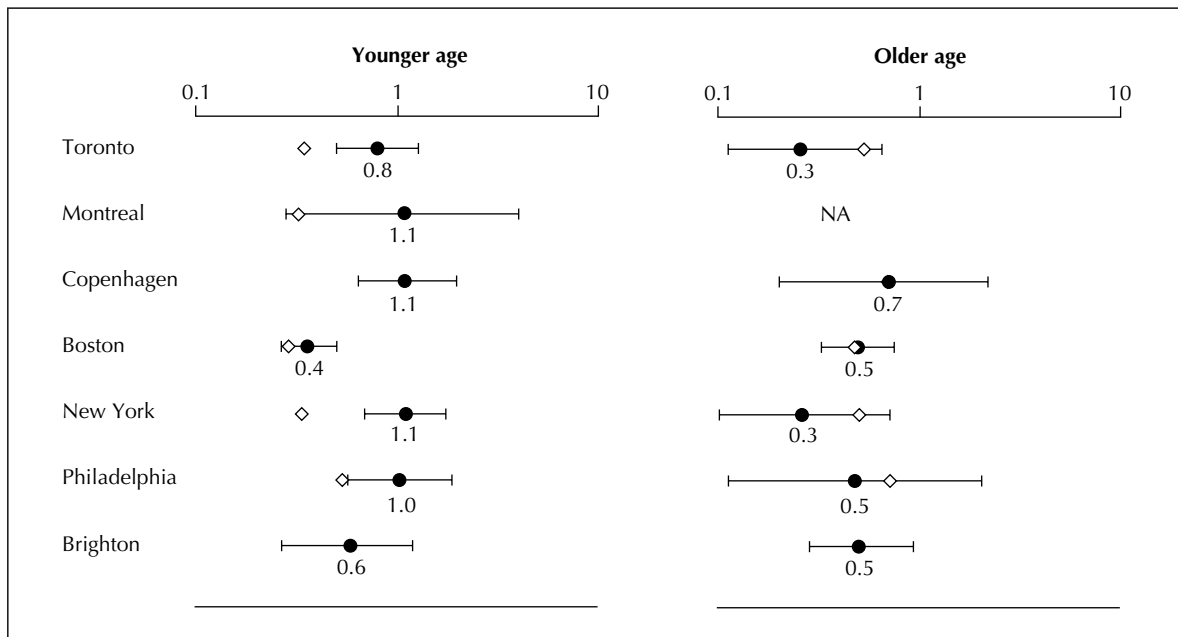 Younger age Older age
0.1 1 10 0.1 1 10
Toronto
0.8 0.3
Montreal NA
1.1
Copenhagen
1.1 0.7
Boston
0.4 0.5
New York
1.1 0.3
Philadelphia
1.0 0.5
Brighton
0.6 0.5